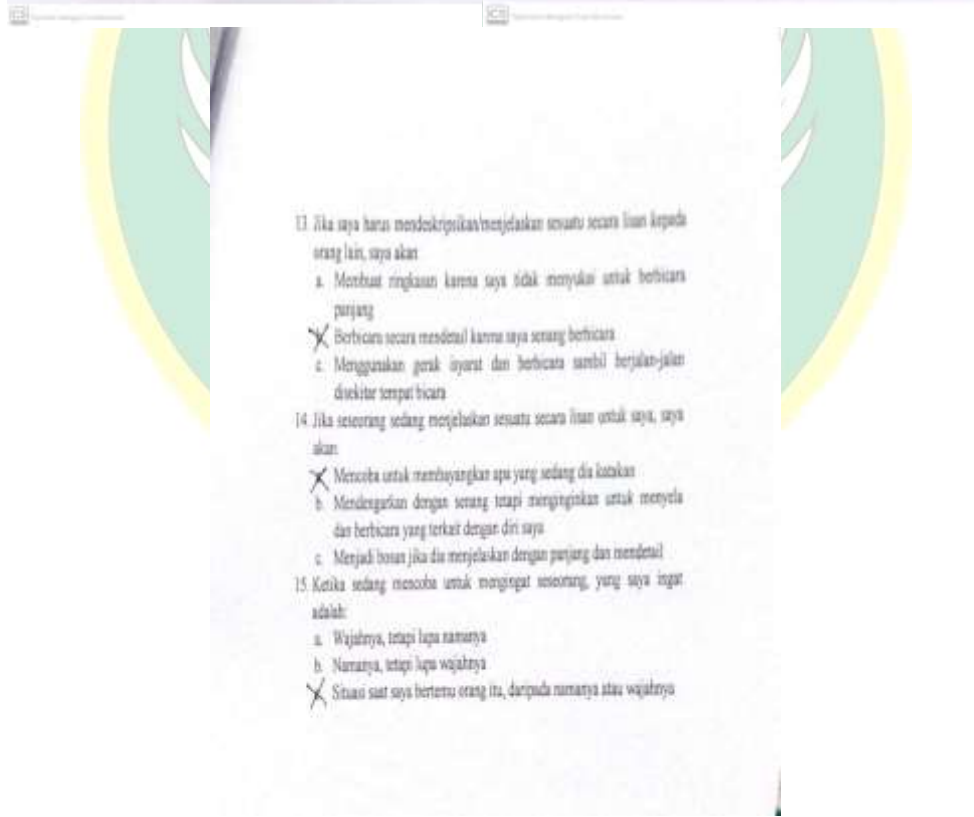 13. Jika saya harus mendeskripsikan/menjelaskan sesuatu secara lisan kepada
orang lain, saya akan:
a. Membuat ringkasan karena saya tidak menyukai untuk berbicara
panjang
Berbicara secara mendetail karena saya senang berbicara
c. Menggunakan gerak isyarat dan berbicara sambil berjalan-jalan
disekitar tempat bicara
14. Jika seseorang sedang menjelaskan sesuatu secara lisan untuk saya, saya
akan:
Mencoba untuk membayangkan apa yang sedang dia katakan
b. Mendengarkan dengan senang tetapi menginginkan untuk menyela
dan berbicara yang terkait dengan diri saya
c. Menjadi bosan jika dia menjelaskan dengan panjang dan mendetail
15. Ketika sedang mencoba untuk mengingat seseorang, yang saya ingat
adalah:
a. Wajahnya, tetapi lupa namanya
b. Namanya, tetapi lupa wajahnya
Situasi saat saya bertemu orang itu, daripada namanya atau wajahnya